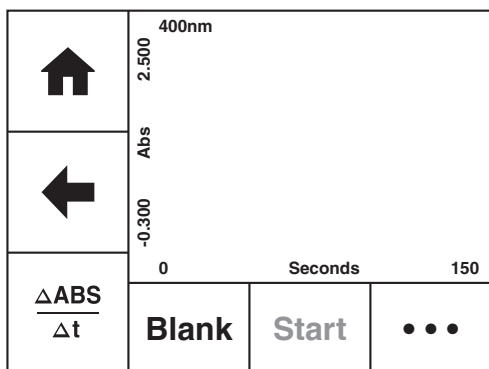 400nm
2.500
Abs
-0.300
0 Seconds 150
△ABS
△t
Blank Start •••